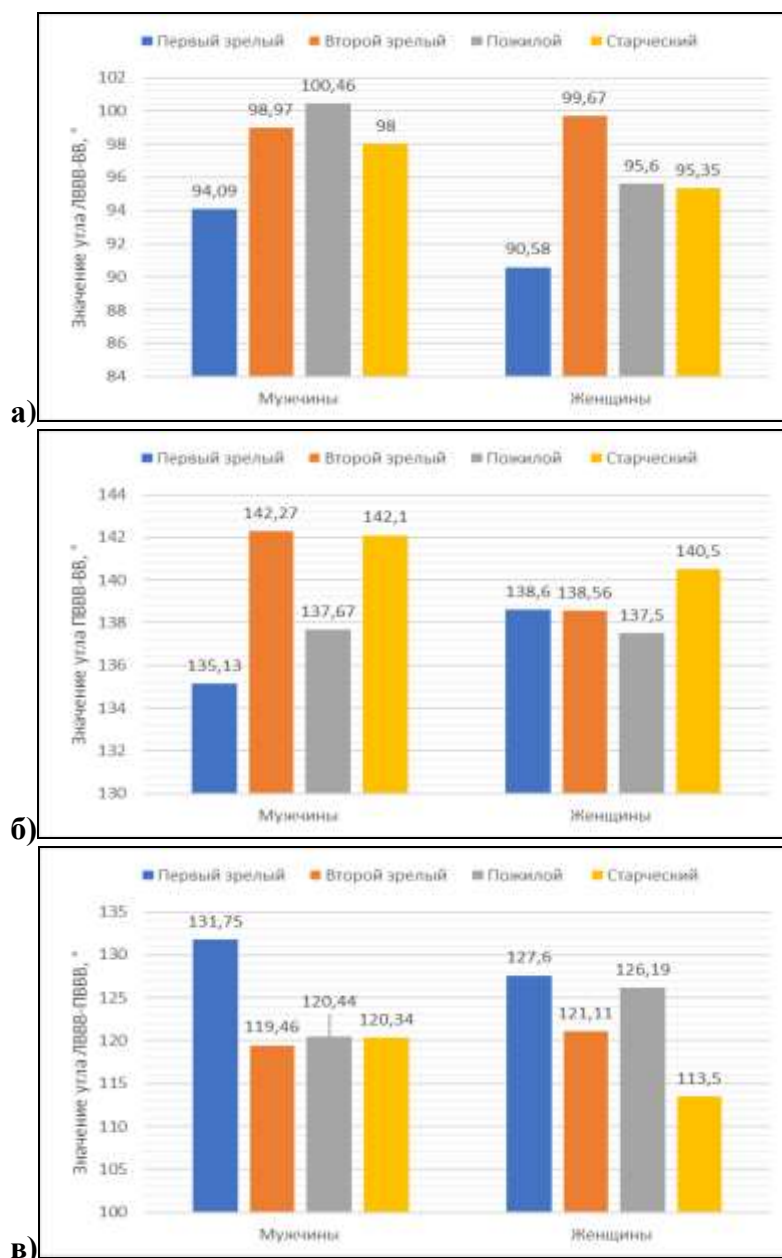 Первый зрелый Второй зрелый Пожилой Старческий
Значение угла ЛВВВ-ВВ, °
102
100
98
96
94
92
90
88
86
84
94,09 98,97 100,46 98
90,58 99,67 95,6 95,35
Мужчины Женщины
а)
Первый зрелый Второй зрелый Пожилой Старческий
Значение угла ПВВВ-ВВ, °
144
142
140
138
136
134
132
130
135,13 142,27 137,67 142,1
138,6 138,56 137,5 140,5
Мужчины Женщины
б)
Первый зрелый Второй зрелый Пожилой Старческий
Значение угла ЛВВВ-ПВВВ, °
135
130
125
120
115
110
105
100
131,75 119,46 120,44 120,34
127,6 121,11 126,19 113,5
Мужчины Женщины
в)